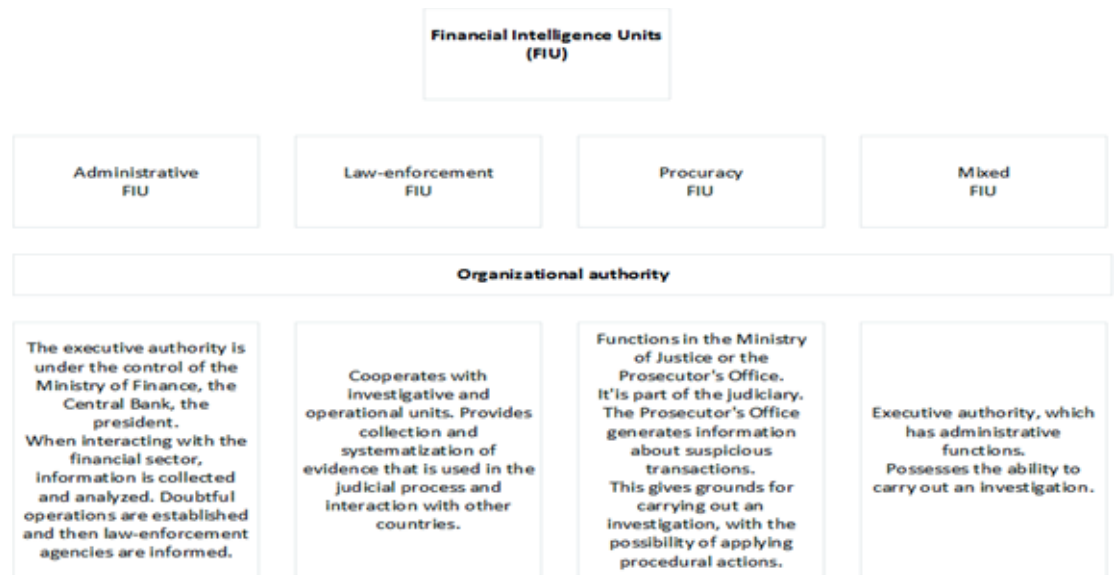 Financial Intelligence Units
(FIU)
Administrative
FIU
Law-enforcement
FIU
Procuracy
FIU
Mixed
FIU
Organizational authority
The executive authority is
under the control of the
Ministry of Finance, the
Central Bank, the
president.
When interacting with the
financial sector,
information is collected
and analyzed. Doubtful
operations are established
and then law-enforcement
agencies are informed.
Cooperates with
investigative and
operational units. Provides
collection and
systematization of
evidence that is used in the
judicial process and
interaction with other
countries.
Functions in the Ministry
of Justice or the
Prosecutor's Office.
It'is part of the judiciary.
The Prosecutor's Office
generates information
about suspicious
transactions.
This gives grounds for
carrying out an
investigation, with the
possibility of applying
procedural actions.
Executive authority, which
has administrative
functions.
Possesses the ability to
carry out an investigation.